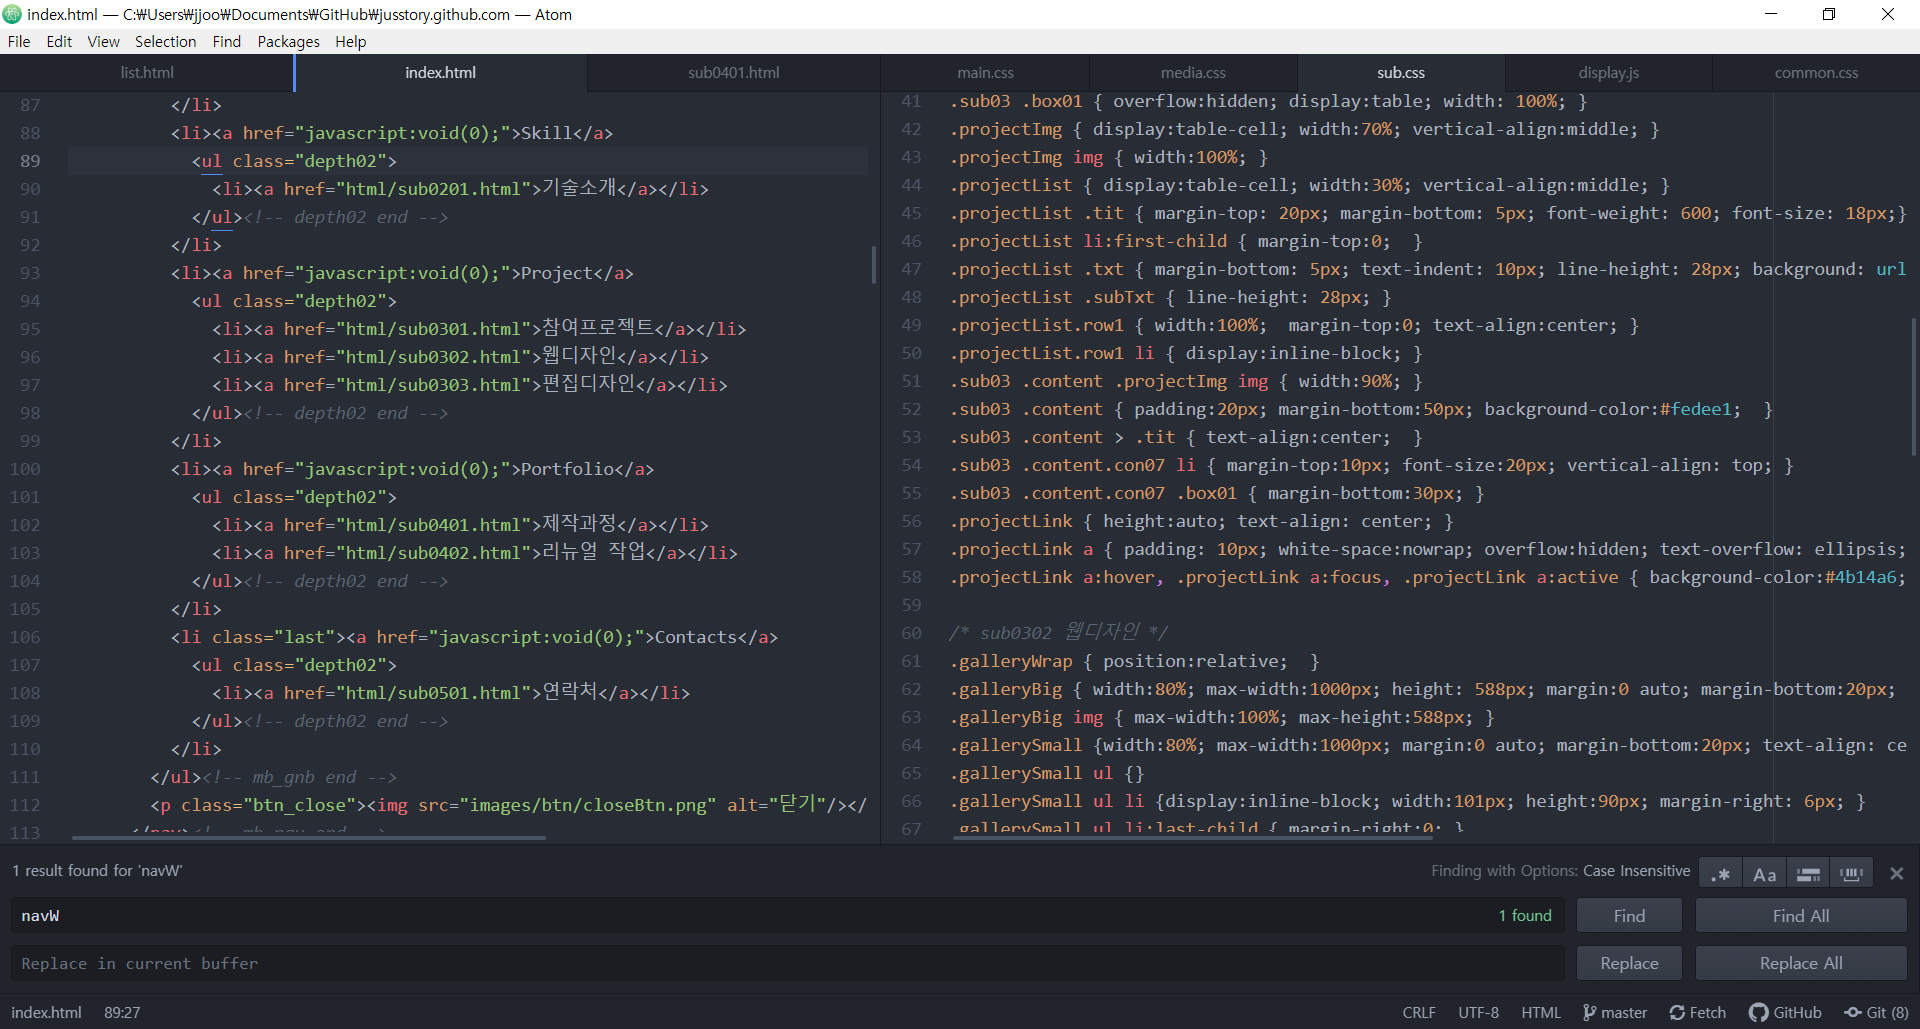 index.html — C:₩Users₩jjoo₩Documents₩GitHub₩jusstory.github.com — Atom
File Edit View Selection Find Packages Help
list.html index.html sub0401.html
87 </li>
88 <li><a href="javascript:void(0);">Skill</a>
89 <ul class="depth02">
90 <li><a href="html/sub0201.html">기술소개</a></li>
91 </ul><!-- depth02 end -->
92 </li>
93 <li><a href="javascript:void(0);">Project</a>
94 <ul class="depth02">
95 <li><a href="html/sub0301.html">참여프로젝트</a></li>
96 <li><a href="html/sub0302.html">웹디자인</a></li>
97 <li><a href="html/sub0303.html">편집디자인</a></li>
98 </ul><!-- depth02 end -->
99 </li>
100 <li><a href="javascript:void(0);">Portfolio</a>
101 <ul class="depth02">
102 <li><a href="html/sub0401.html">제작과정</a></li>
103 <li><a href="html/sub0402.html">리뉴얼 작업</a></li>
104 </ul><!-- depth02 end -->
105 </li>
106 <li class="last"><a href="javascript:void(0);">Contacts</a>
107 <ul class="depth02">
108 <li><a href="html/sub0501.html">연락처</a></li>
109 </ul><!-- depth02 end -->
110 </li>
111 </ul><!-- mb_gnb end -->
112 <p class="btn_close"><img src="images/btn/closeBtn.png" alt="닫기"/></
113 </nav><!-- mb_nav end -->
main.css media.css sub.css display.js common.css
41 .sub03 .box01 { overflow:hidden; display:table; width: 100%; }
42 .projectImg { display:table-cell; width:70%; vertical-align:middle; }
43 .projectImg img { width:100%; }
44 .projectList { display:table-cell; width:30%; vertical-align:middle; }
45 .projectList .tit { margin-top: 20px; margin-bottom: 5px; font-weight: 600; font-size: 18px;}
46 .projectList li:first-child { margin-top:0;  }
47 .projectList .txt { margin-bottom: 5px; text-indent: 10px; line-height: 28px; background: url
48 .projectList .subTxt { line-height: 28px; }
49 .projectList.row1 { width:100%;  margin-top:0; text-align:center; }
50 .projectList.row1 li { display:inline-block; }
51 .sub03 .content .projectImg img { width:90%; }
52 .sub03 .content { padding:20px; margin-bottom:50px; background-color:#fedee1;  }
53 .sub03 .content > .tit { text-align:center;  }
54 .sub03 .content.con07 li { margin-top:10px; font-size:20px; vertical-align: top; }
55 .sub03 .content.con07 .box01 { margin-bottom:30px; }
56 .projectLink { height:auto; text-align: center; }
57 .projectLink a { padding: 10px; white-space:nowrap; overflow:hidden; text-overflow: ellipsis;
58 .projectLink a:hover, .projectLink a:focus, .projectLink a:active { background-color:#4b14a6;
59
60 /* sub0302 웹디자인 */
61 .galleryWrap { position:relative;  }
62 .galleryBig { width:80%; max-width:1000px; height: 588px; margin:0 auto; margin-bottom:20px;
63 .galleryBig img { max-width:100%; max-height:588px; }
64 .gallerySmall {width:80%; max-width:1000px; margin:0 auto; margin-bottom:20px; text-align: ce
65 .gallerySmall ul {}
66 .gallerySmall ul li {display:inline-block; width:101px; height:90px; margin-right: 6px; }
67 .gallerySmall ul li:last-child { margin-right:0; }
1 result found for 'navW'
Finding with Options: Case Insensitive .* Aa
navW 1 found Find Find All
Replace in current buffer Replace Replace All
index.html 89:27 CRLF UTF-8 HTML master Fetch GitHub Git (8)